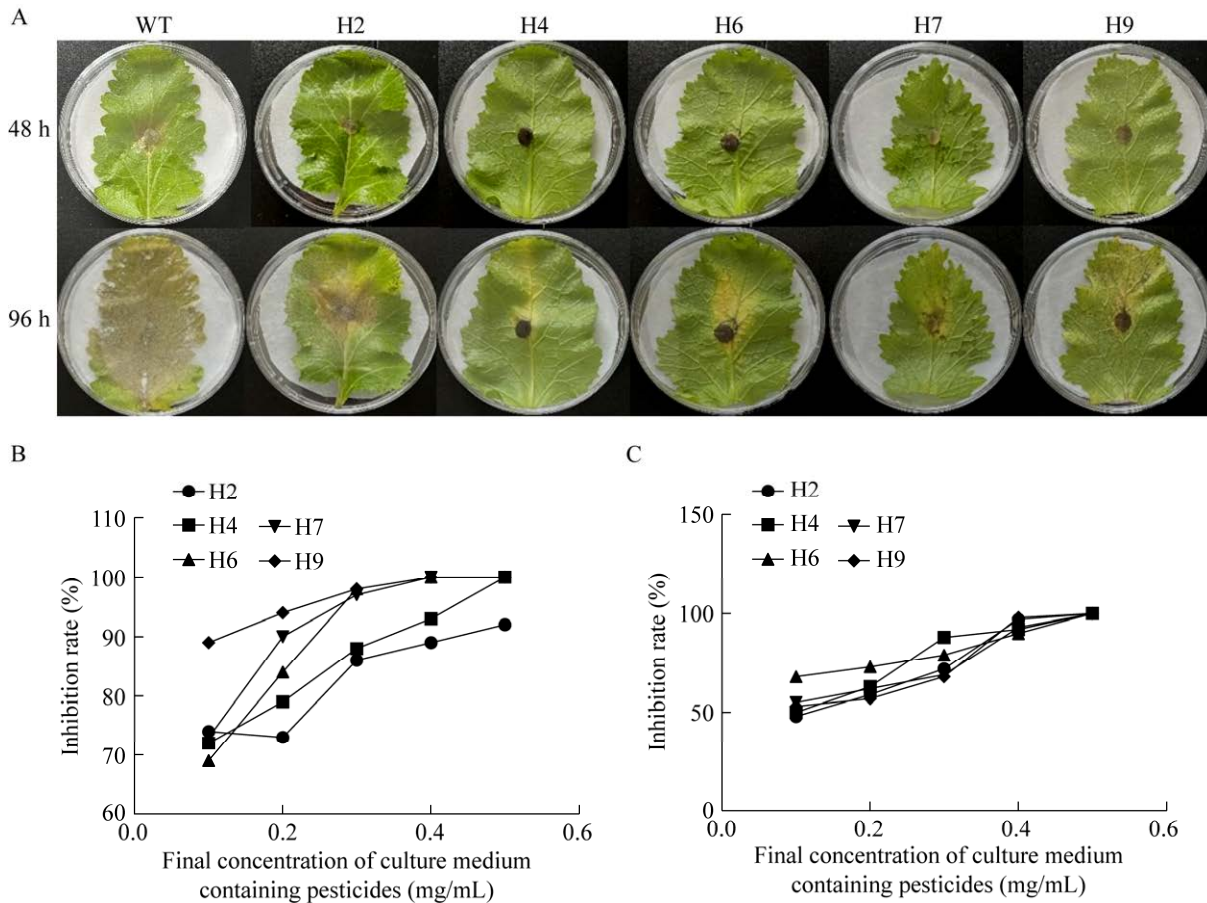 A
WT H2 H4 H6 H7 H9
48 h
96 h
B
H2
H4 H7
H6 H9
110
100
90
80
70
60
0.0 0.2 0.4 0.6
Inhibition rate (%)
Final concentration of culture medium
containing pesticides (mg/mL)
C
H2
H4 H7
H6 H9
150
100
50
0
0.0 0.2 0.4 0.6
Inhibition rate (%)
Final concentration of culture medium
containing pesticides (mg/mL)